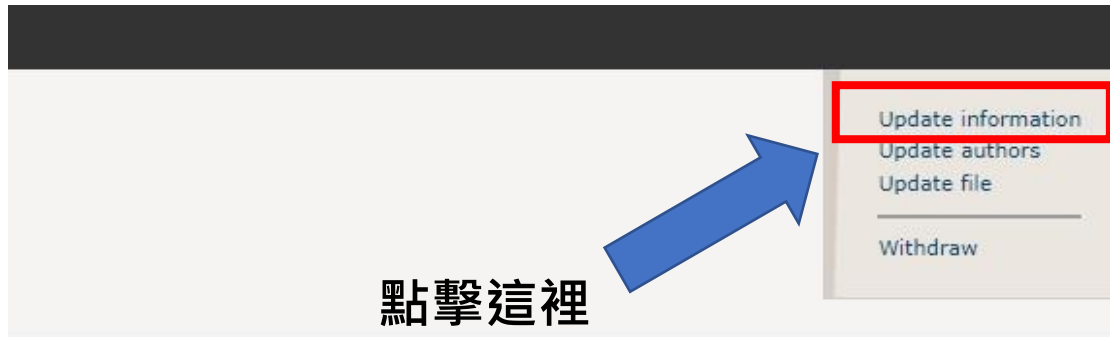 Update information
Update authors
Update file
Withdraw
點擊這裡